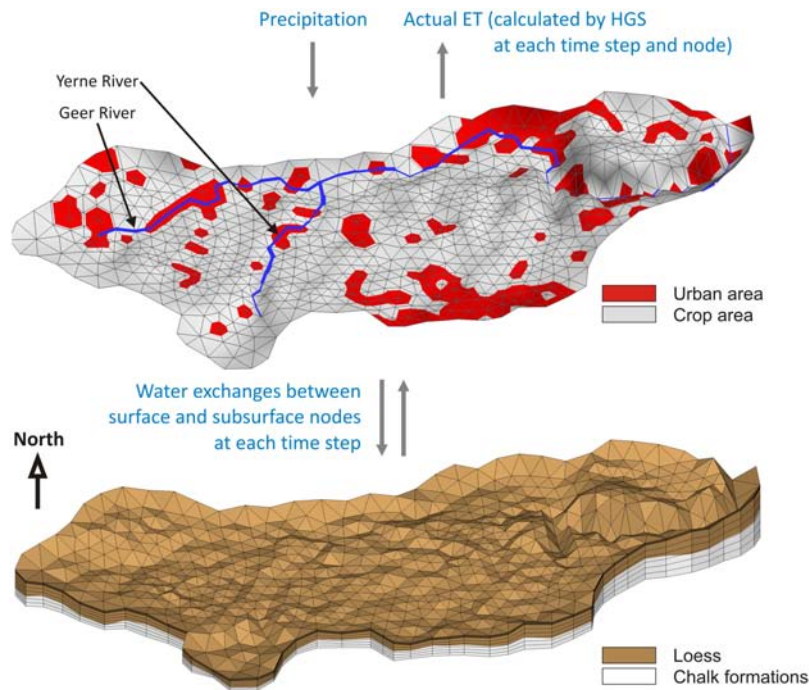 Precipitation
Actual ET (calculated by HGS
at each time step and node)
Yerne River
Geer River
Urban area
Crop area
Water exchanges between
surface and subsurface nodes
at each time step
North
Loess
Chalk formations